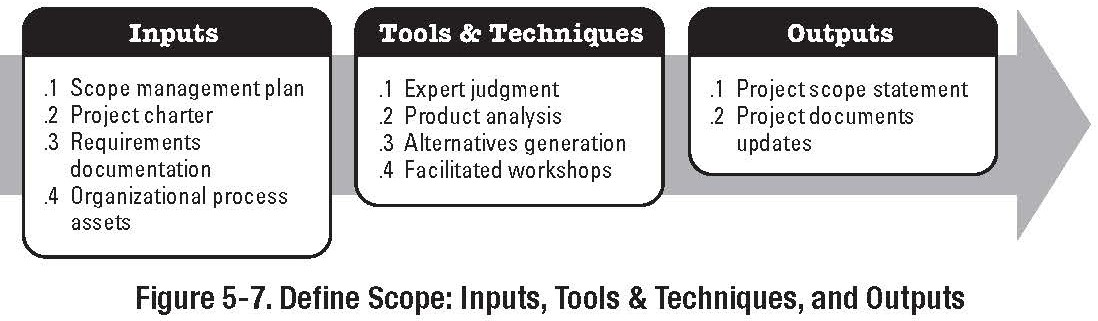 Inputs
.1 Scope management plan
.2 Project charter
.3 Requirements
documentation
.4 Organizational process
assets
Tools & Techniques
.1 Expert judgment
.2 Product analysis
.3 Alternatives generation
.4 Facilitated workshops
Outputs
.1 Project scope statement
.2 Project documents
updates
Figure 5-7. Define Scope: Inputs, Tools & Techniques, and Outputs